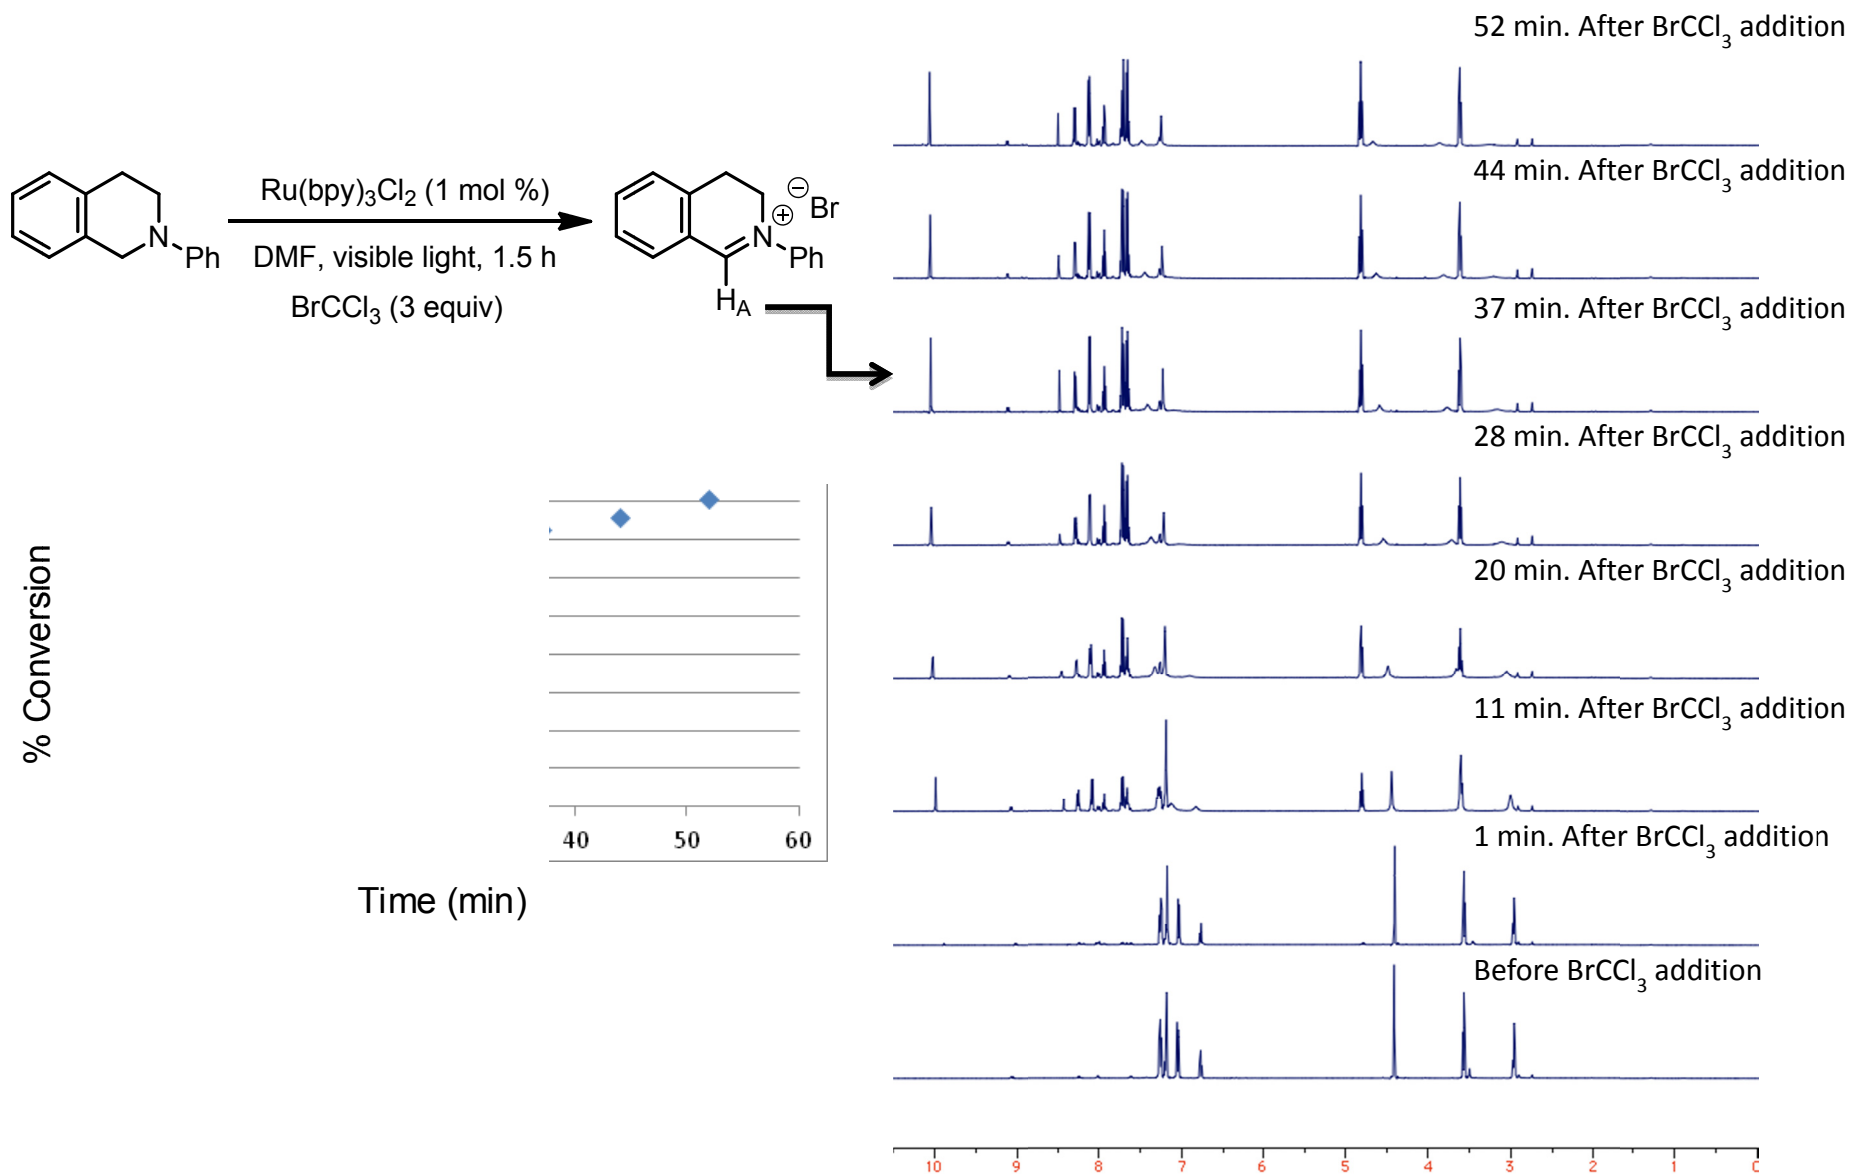 Ru(bpy)₃Cl₂ (1 mol %)
DMF, visible light, 1.5 h
BrCCl₃ (3 equiv)
N
Ph
⊖
Br
⊕
N
Ph
H_A
% Conversion
40 50 60
Time (min)
52 min. After BrCCl₃ addition
44 min. After BrCCl₃ addition
37 min. After BrCCl₃ addition
28 min. After BrCCl₃ addition
20 min. After BrCCl₃ addition
11 min. After BrCCl₃ addition
1 min. After BrCCl₃ addition
Before BrCCl₃ addition
10 9 8 7 6 5 4 3 2 1 0